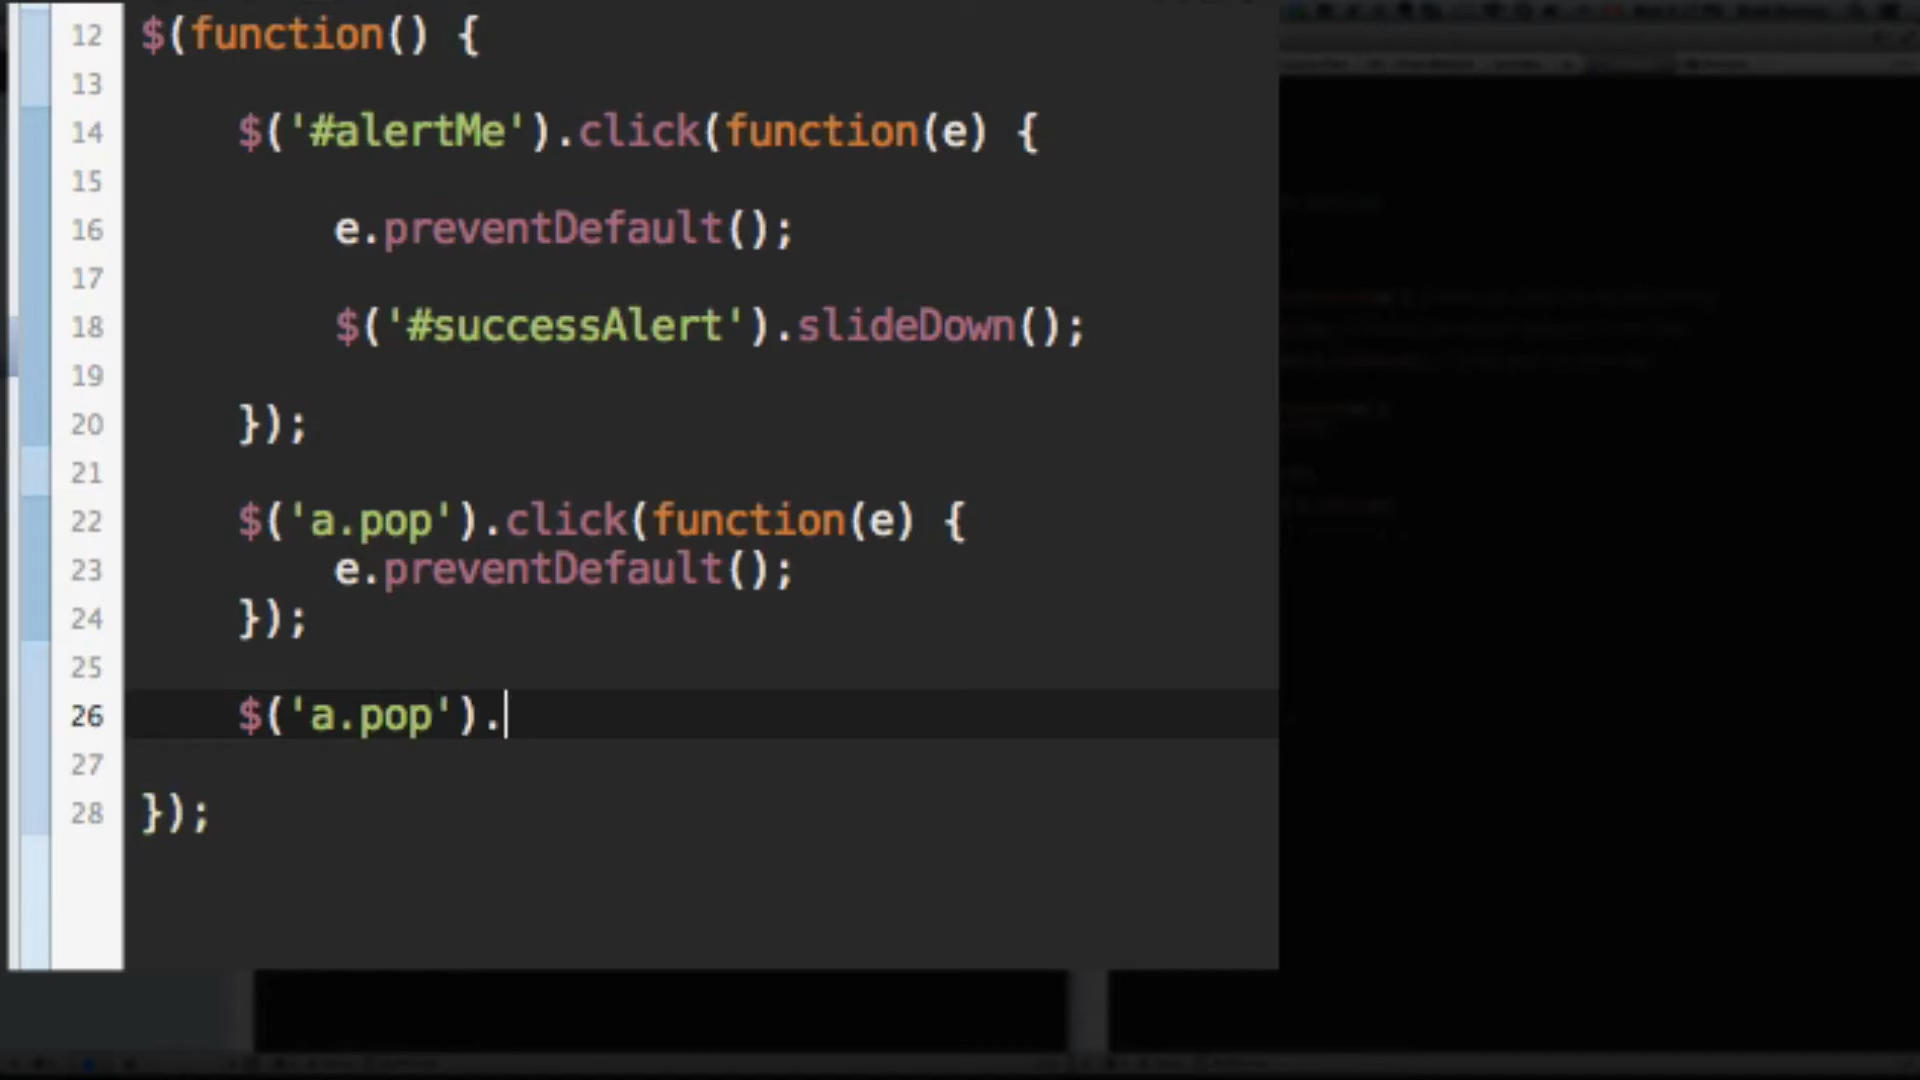 12 $(function() {
13
14 $('#alertMe').click(function(e) {
15
16 e.preventDefault();
17
18 $('#successAlert').slideDown();
19
20 });
21
22 $('a.pop').click(function(e) {
23 e.preventDefault();
24 });
25
26 $('a.pop').
27
28 });